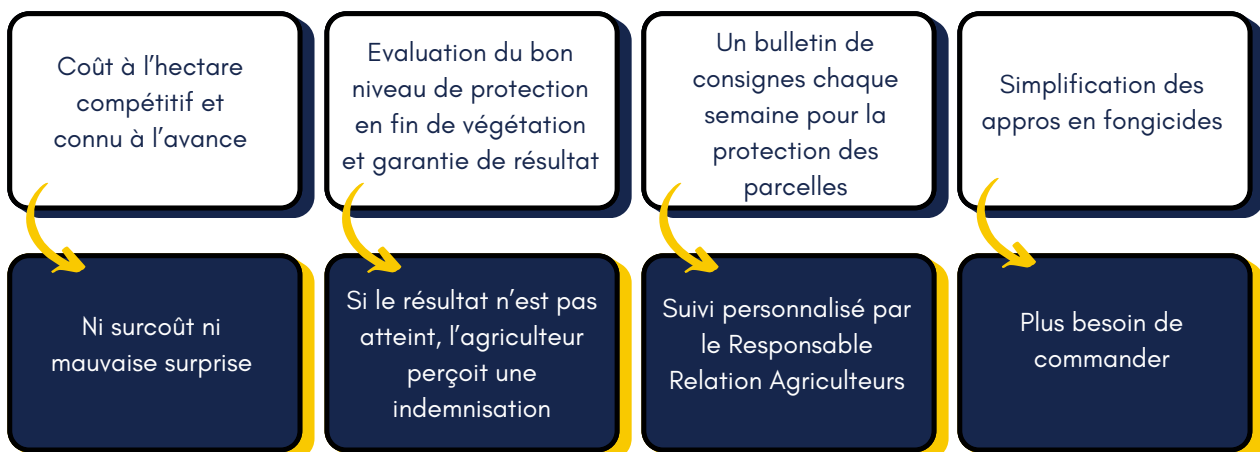 Coût à l’hectare
compétitif et
connu à l’avance
Evaluation du bon
niveau de protection
en fin de végétation
et garantie de résultat
Un bulletin de
consignes chaque
semaine pour la
protection des
parcelles
Simplification des
appros en fongicides
Ni surcoût ni
mauvaise surprise
Si le résultat n’est pas
atteint, l’agriculteur
perçoit une
indemnisation
Suivi personnalisé par
le Responsable
Relation Agriculteurs
Plus besoin de
commander